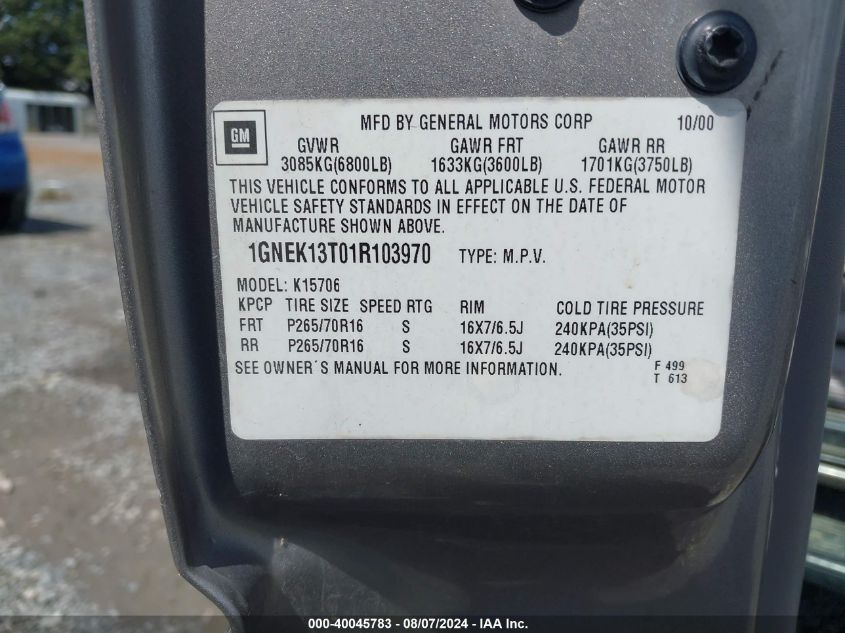 GM
MFD BY GENERAL MOTORS CORP 10/00
GVWR GAWR FRT GAWR RR
3085KG(6800LB) 1633KG(3600LB) 1701KG(3750LB)
THIS VEHICLE CONFORMS TO ALL APPLICABLE U.S. FEDERAL MOTOR
VEHICLE SAFETY STANDARDS IN EFFECT ON THE DATE OF
MANUFACTURE SHOWN ABOVE.
1GNEK13T01R103970 TYPE: M.P.V.
MODEL: K15706
KPCP TIRE SIZE SPEED RTG RIM COLD TIRE PRESSURE
FRT P265/70R16 S 16X7/6.5J 240KPA(35PSI)
RR P265/70R16 S 16X7/6.5J 240KPA(35PSI)
SEE OWNER'S MANUAL FOR MORE INFORMATION. F 499
T 613
000-40045783 - 08/07/2024 - IAA Inc.